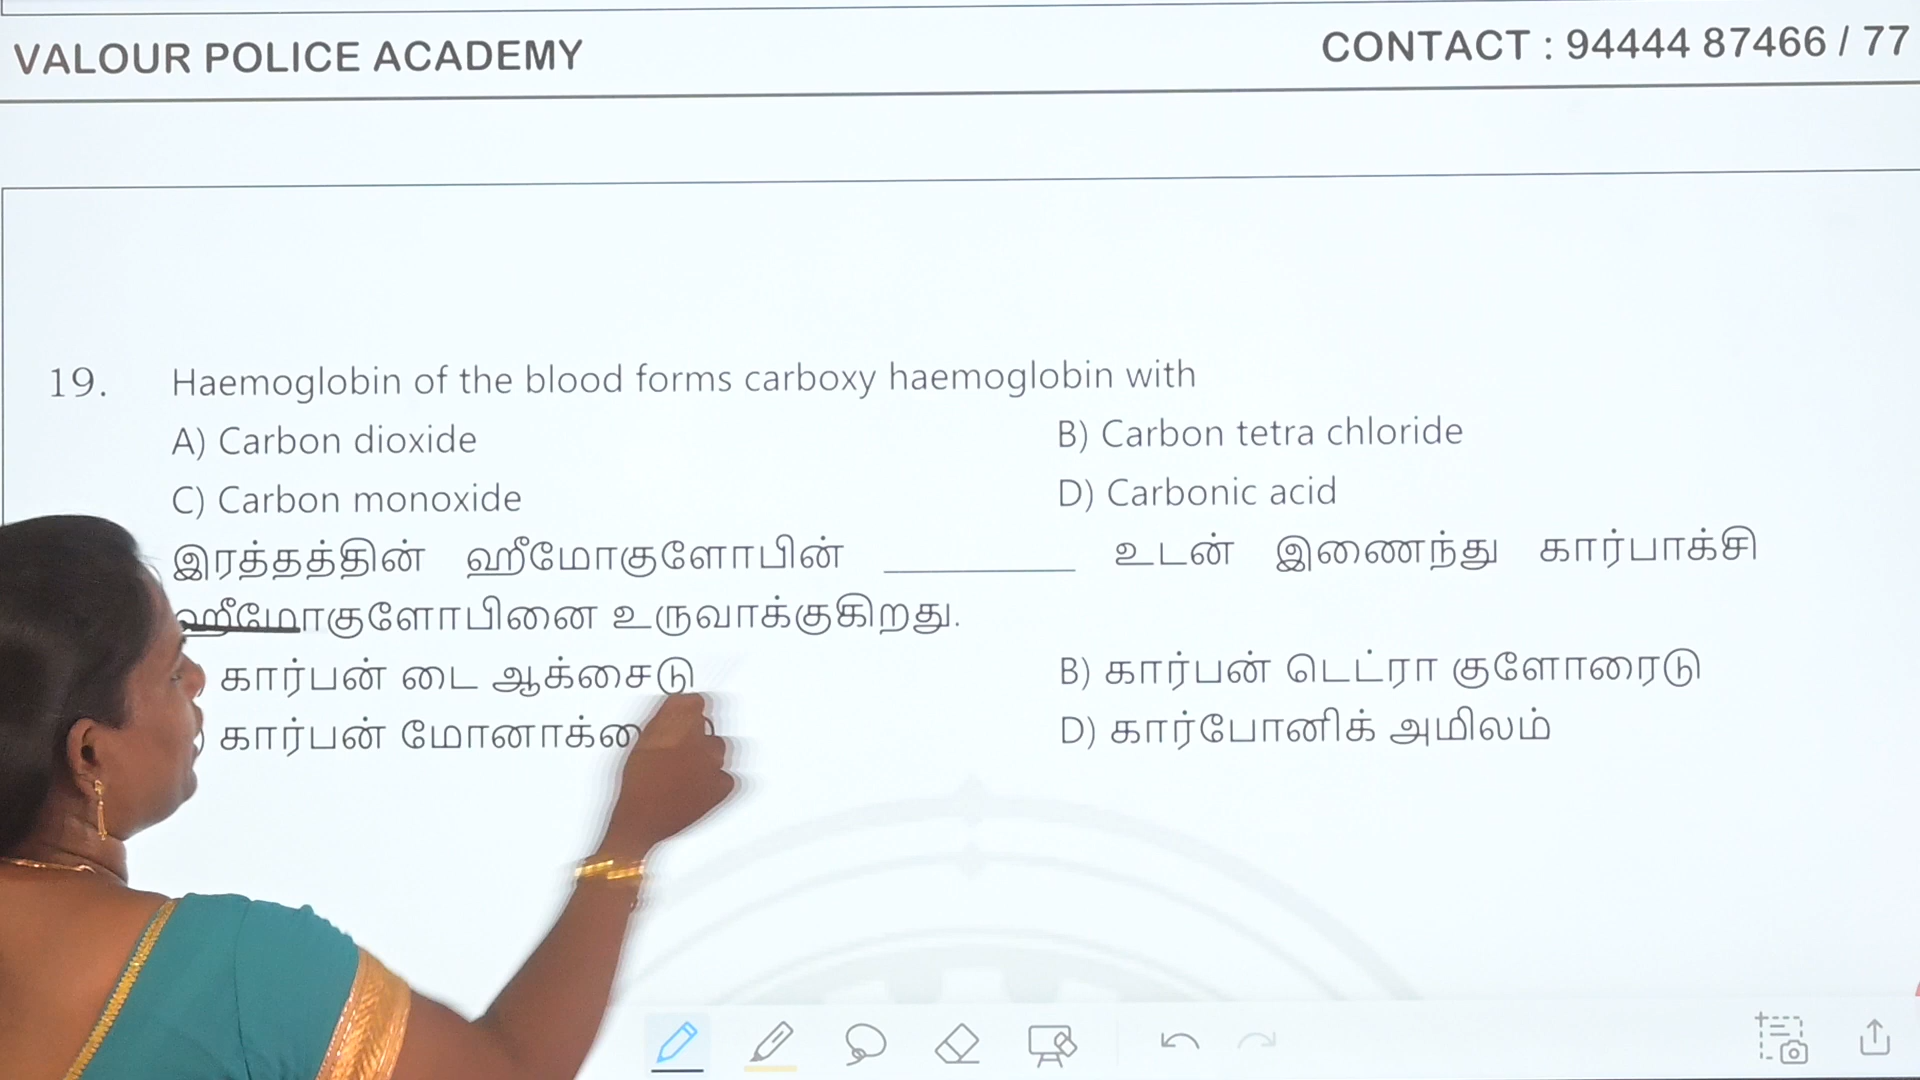 VALOUR POLICE ACADEMY
CONTACT : 94444 87466 / 77
19. Haemoglobin of the blood forms carboxy haemoglobin with
A) Carbon dioxide B) Carbon tetra chloride
C) Carbon monoxide D) Carbonic acid
இரத்தத்தின் ஹீமோகுளோபின் __________ உடன் இணைந்து கார்பாக்சி
ஹீமோகுளோபினை உருவாக்குகிறது.
கார்பன் டை ஆக்சைடு B) கார்பன் டெட்ரா குளோரைடு
கார்பன் D) கார்போனிக் அமிலம்